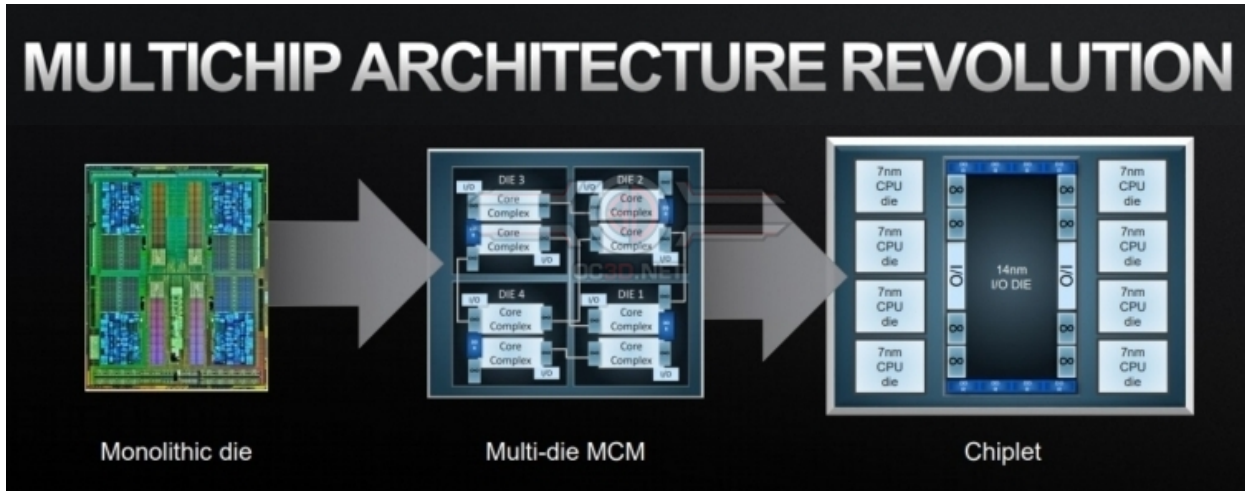 MULTICHIP ARCHITECTURE REVOLUTION
DIE 3
I/O
Core
Complex
Core
Complex
I/O
DIE 2
I/O
Core
Complex
Core
Complex
I/O
DIE 4
I/O
Core
Complex
Core
Complex
I/O
DIE 1
I/O
Core
Complex
Core
Complex
I/O
OC3D.NET
7nm
CPU
die
7nm
CPU
die
7nm
CPU
die
7nm
CPU
die
I/O
14nm
I/O DIE
I/O
7nm
CPU
die
7nm
CPU
die
7nm
CPU
die
7nm
CPU
die
Monolithic die
Multi-die MCM
Chiplet